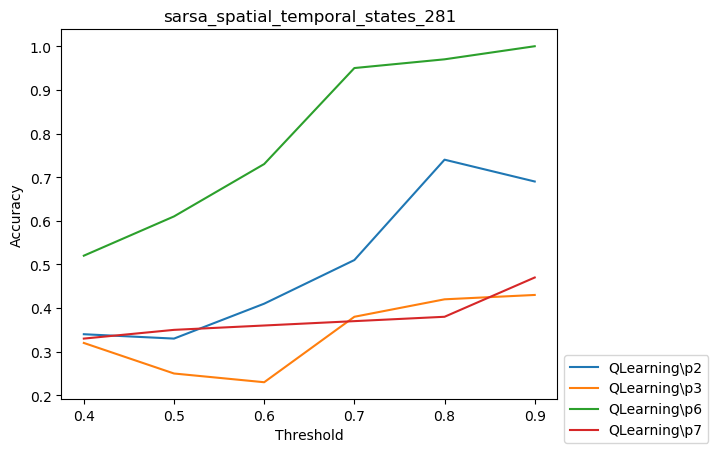 sarsa_spatial_temporal_states_281
Accuracy
1.0
0.9
0.8
0.7
0.6
0.5
0.4
0.3
0.2
0.4 0.5 0.6 0.7 0.8 0.9
Threshold
QLearning\p2
QLearning\p3
QLearning\p6
QLearning\p7